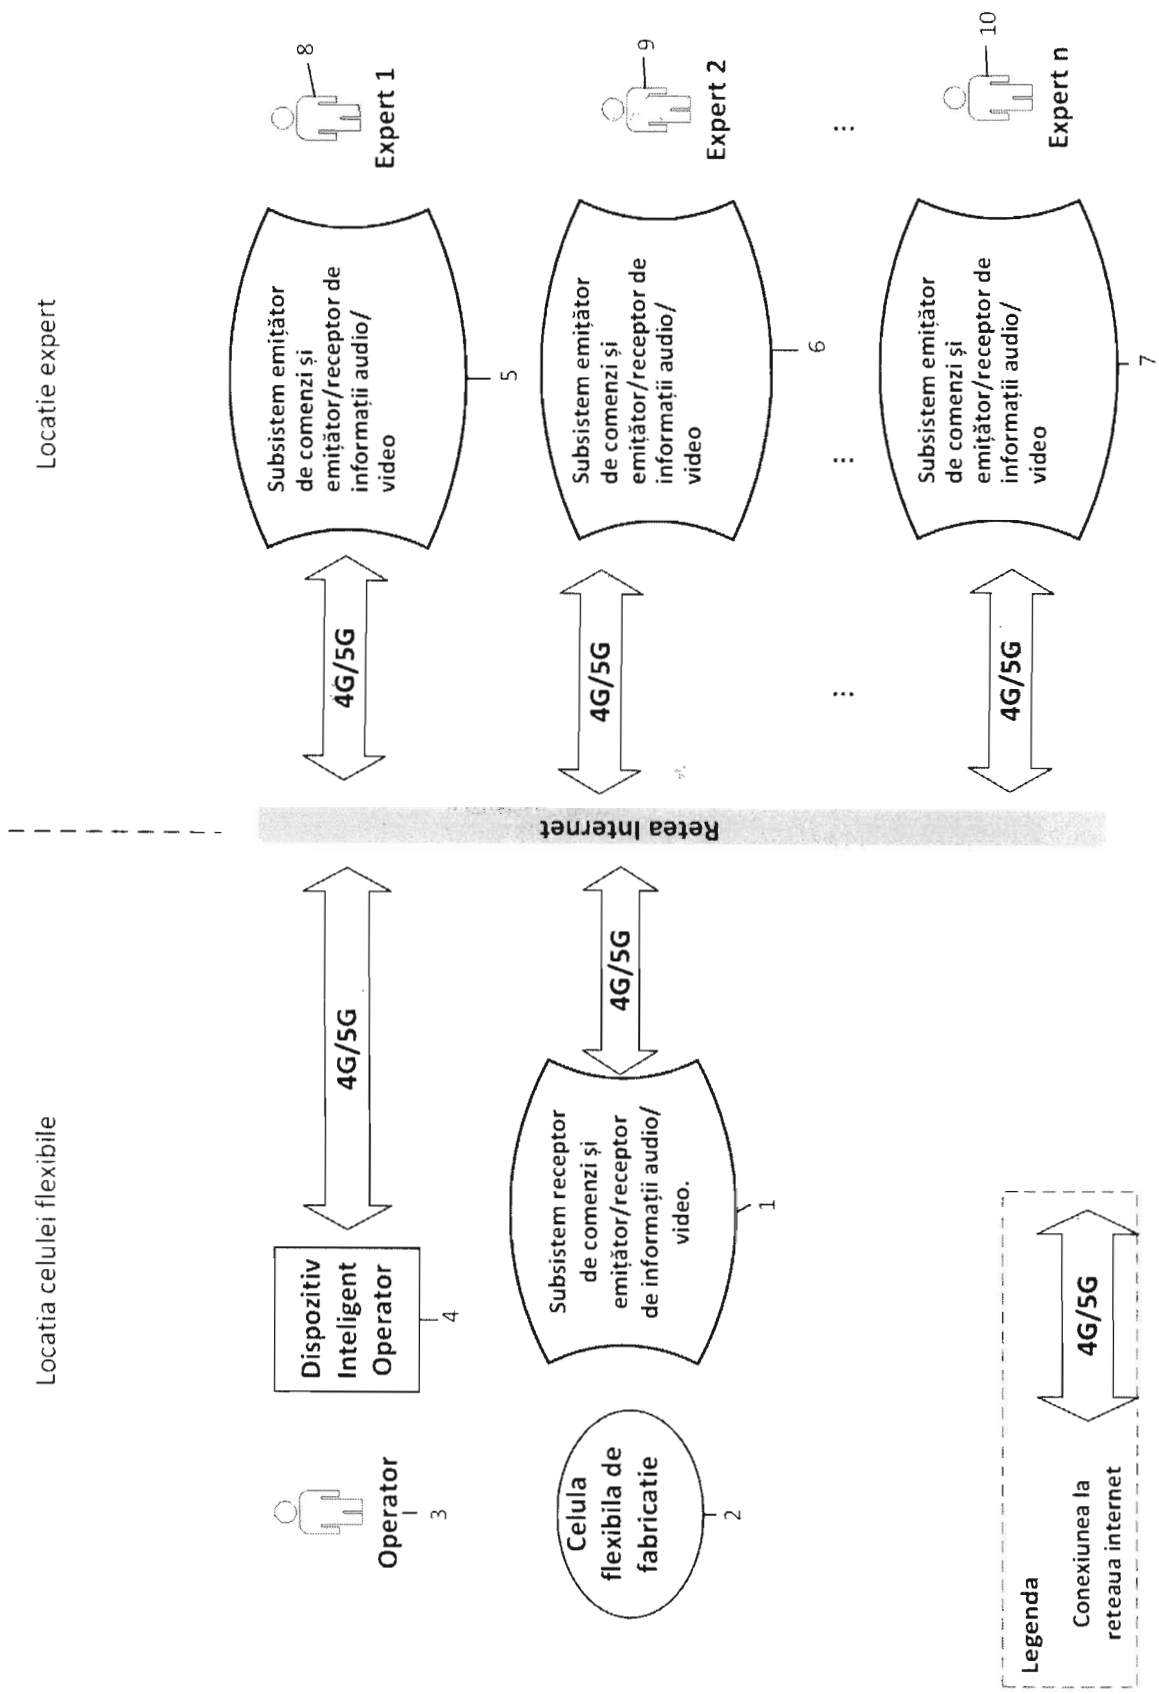 Locatia celulei flexibile
Locatie expert
Operator
3
Dispozitiv
Inteligent
Operator
4
4G/5G
4G/5G
Subsistem emițător
de comenzi și
emițător/receptor de
informații audio/
video
5
Expert 1
8
Celula
flexibila de
fabricatie
2
Subsistem receptor
de comenzi și
emițător/receptor
de informații audio/
video.
1
4G/5G
Retea Internet
4G/5G
Subsistem emițător
de comenzi și
emițător/receptor de
informații audio/
video
6
Expert 2
9
...
...
...
4G/5G
Subsistem emițător
de comenzi și
emițător/receptor de
informații audio/
video
7
Expert n
10
Legenda
Conexiunea la
reteaua internet
4G/5G